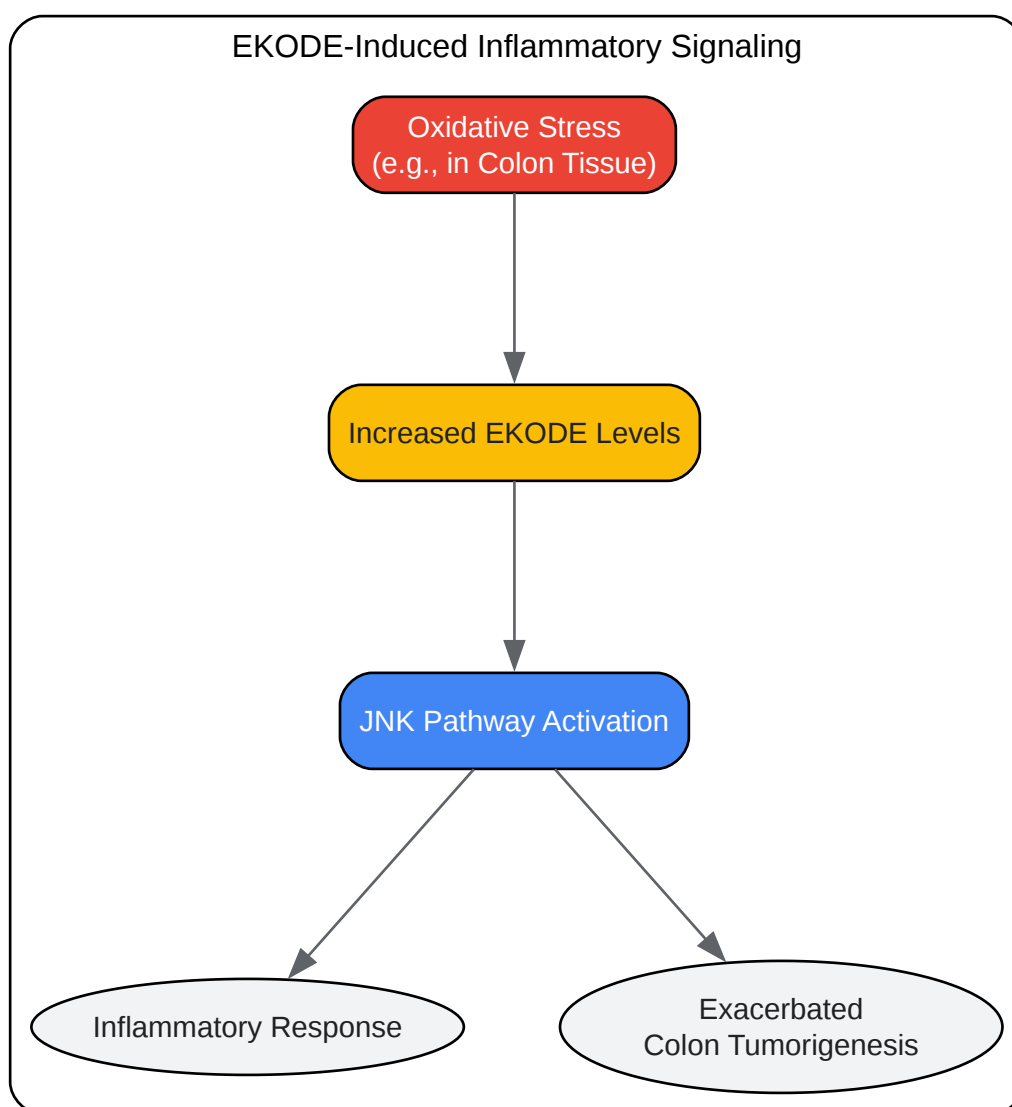 EKODE-Induced Inflammatory Signaling
Oxidative Stress
(e.g., in Colon Tissue)
Increased EKODE Levels
JNK Pathway Activation
Inflammatory Response
Exacerbated
Colon Tumorigenesis